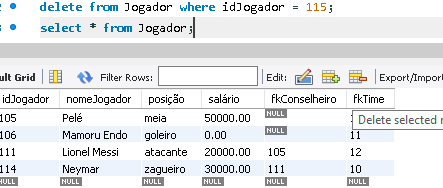 delete from Jogador where idJogador = 115;
select * from Jogador;
Grid Filter Rows: Edit: Export/Import
idJogador nomeJogador posição salário fkConselheiro fkTime
105 Pelé meia 50000.00 NULL
106 Mamoru Endo goleiro 0.00 NULL 11
111 Lionel Messi atacante 20000.00 105 12
114 Neymar zagueiro 30000.00 111 10
NULL NULL NULL NULL NULL NULL
Delete selected